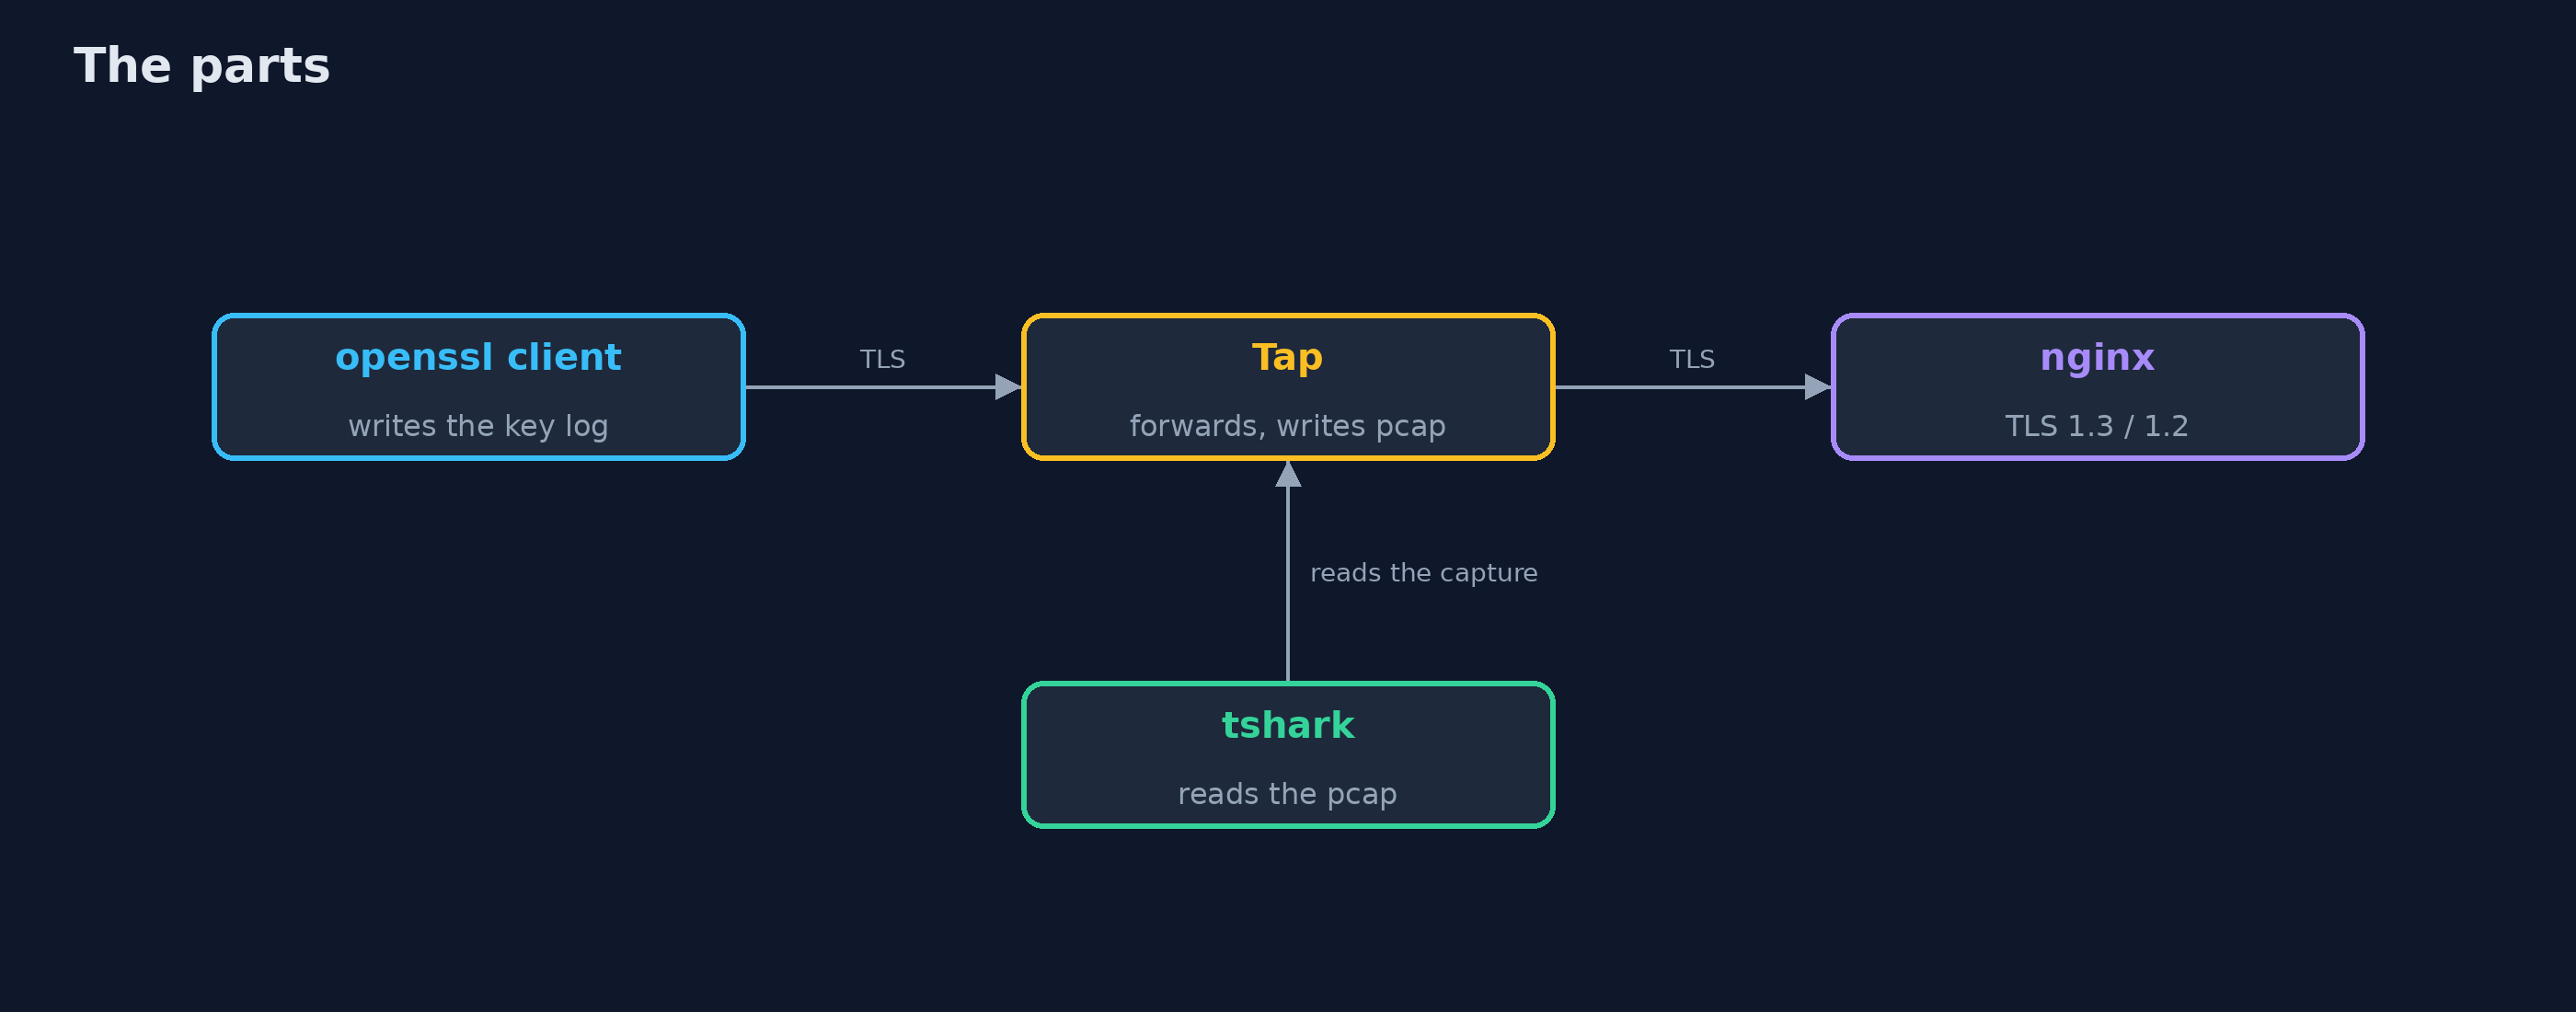 The parts
openssl client
writes the key log
TLS
Tap
forwards, writes pcap
TLS
nginx
TLS 1.3 / 1.2
reads the capture
tshark
reads the pcap